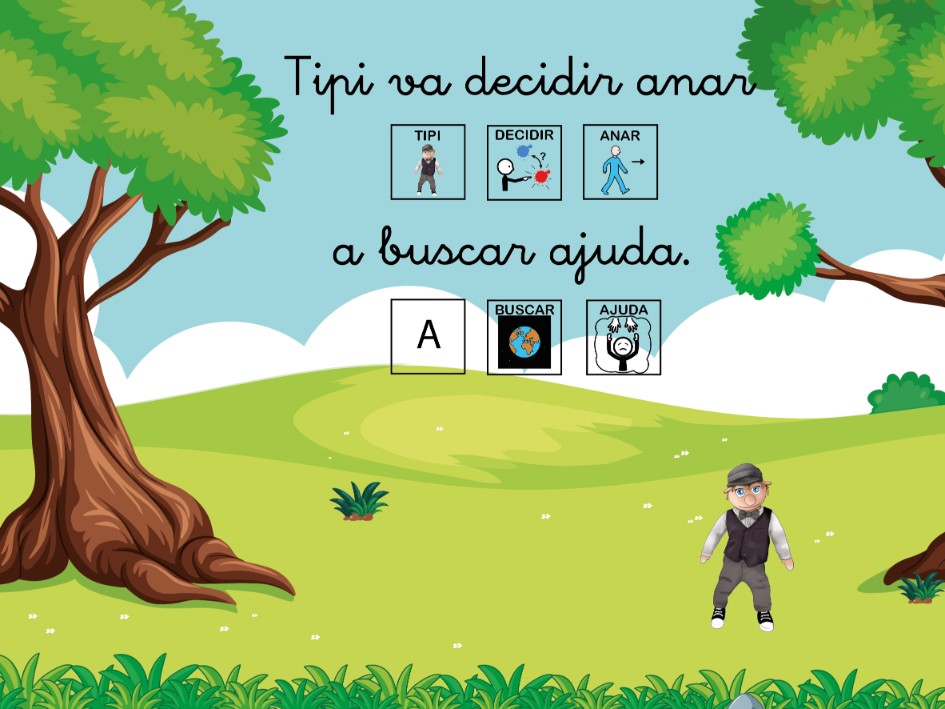 Tipi va decidir anar
TIPI DECIDIR ANAR
?
a buscar ajuda.
A BUSCAR AJUDA